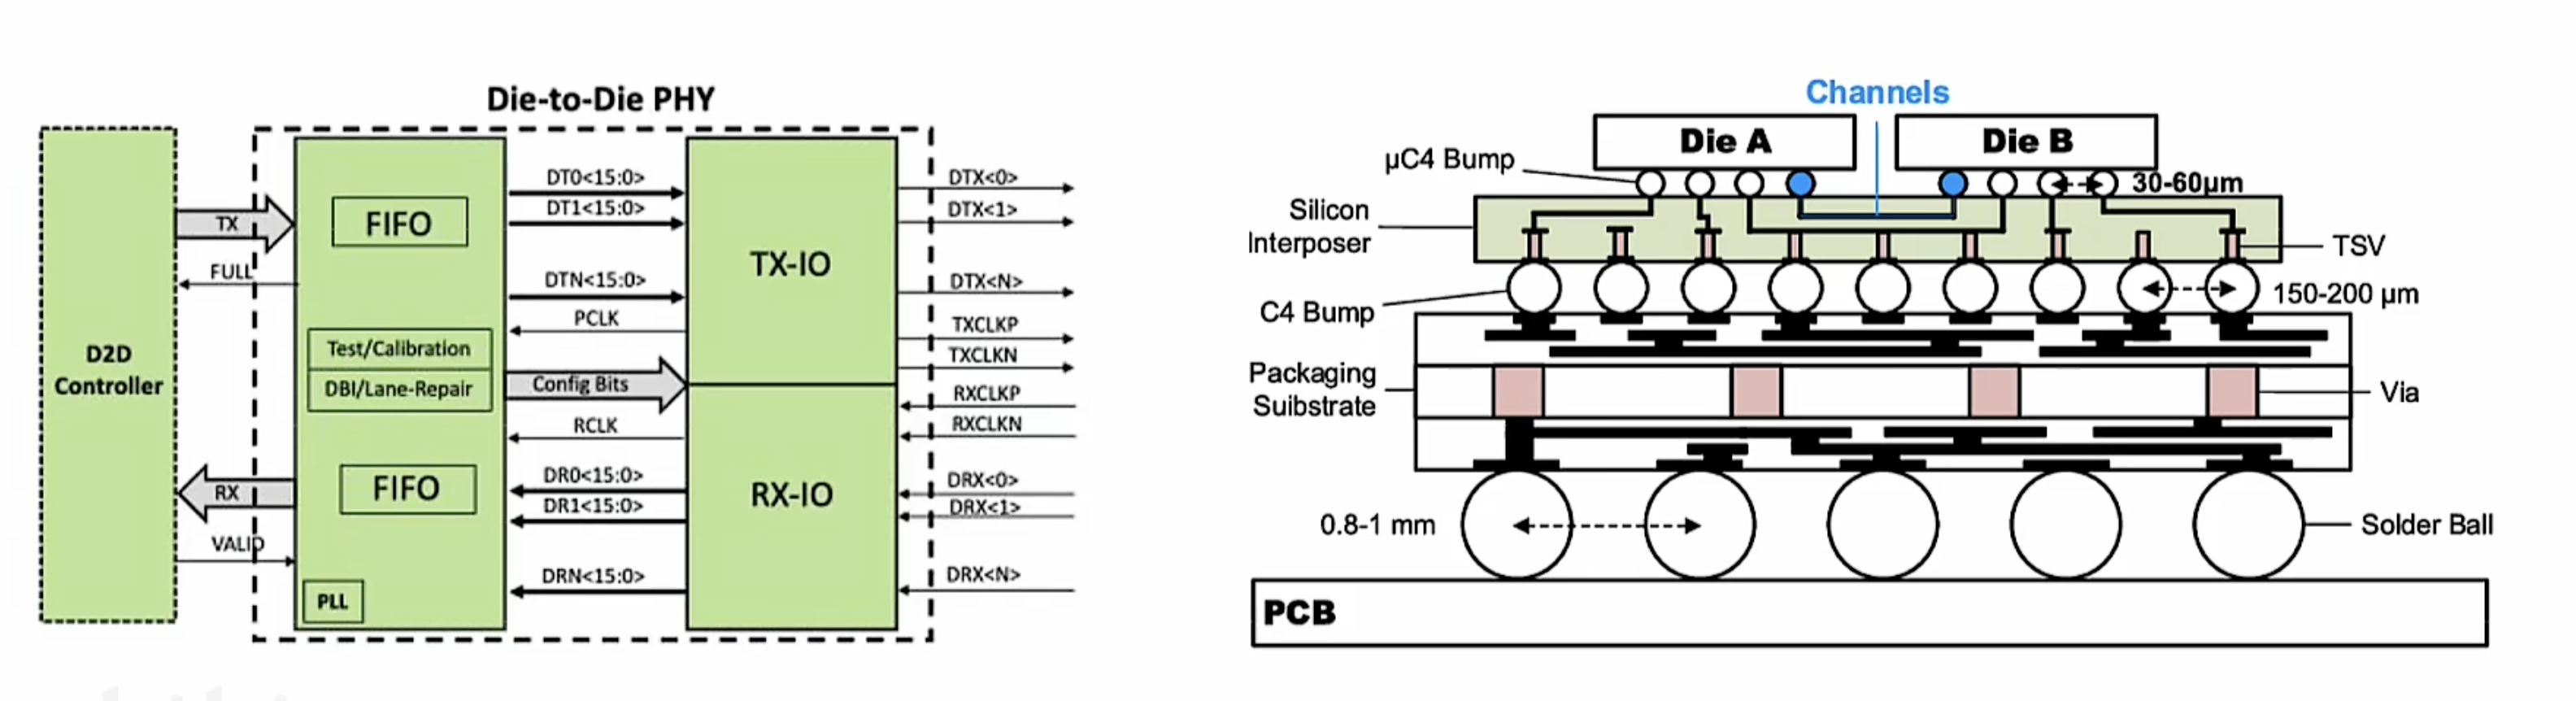 Die-to-Die PHY
D2D
Controller
TX
FULL
RX
VALID
FIFO
Test/Calibration
DBI/Lane-Repair
FIFO
PLL
DT0<15:0>
DT1<15:0>
DTN<15:0>
PCLK
Config Bits
RCLK
DR0<15:0>
DR1<15:0>
DRN<15:0>
TX-IO
RX-IO
DTX<0>
DTX<1>
DTX<N>
TXCLKP
TXCLKN
RXCLKP
RXCLKN
DRX<0>
DRX<1>
DRX<N>
Channels
Die A
Die B
µC4 Bump
30-60µm
Silicon
Interposer
TSV
C4 Bump
150-200 µm
Packaging
Suibstrate
Via
0.8-1 mm
Solder Ball
PCB